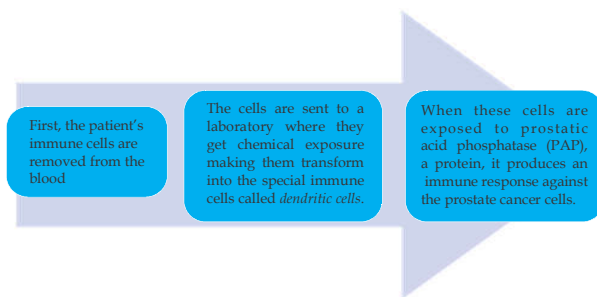 First, the patient's
immune cells are
removed from the
blood
The cells are sent to a
laboratory where they
get chemical exposure
making them transform
into the special immune
cells called dendritic cells.
When these cells are
exposed to prostatic
acid phosphatase (PAP),
a protein, it produces an
immune response against
the prostate cancer cells.